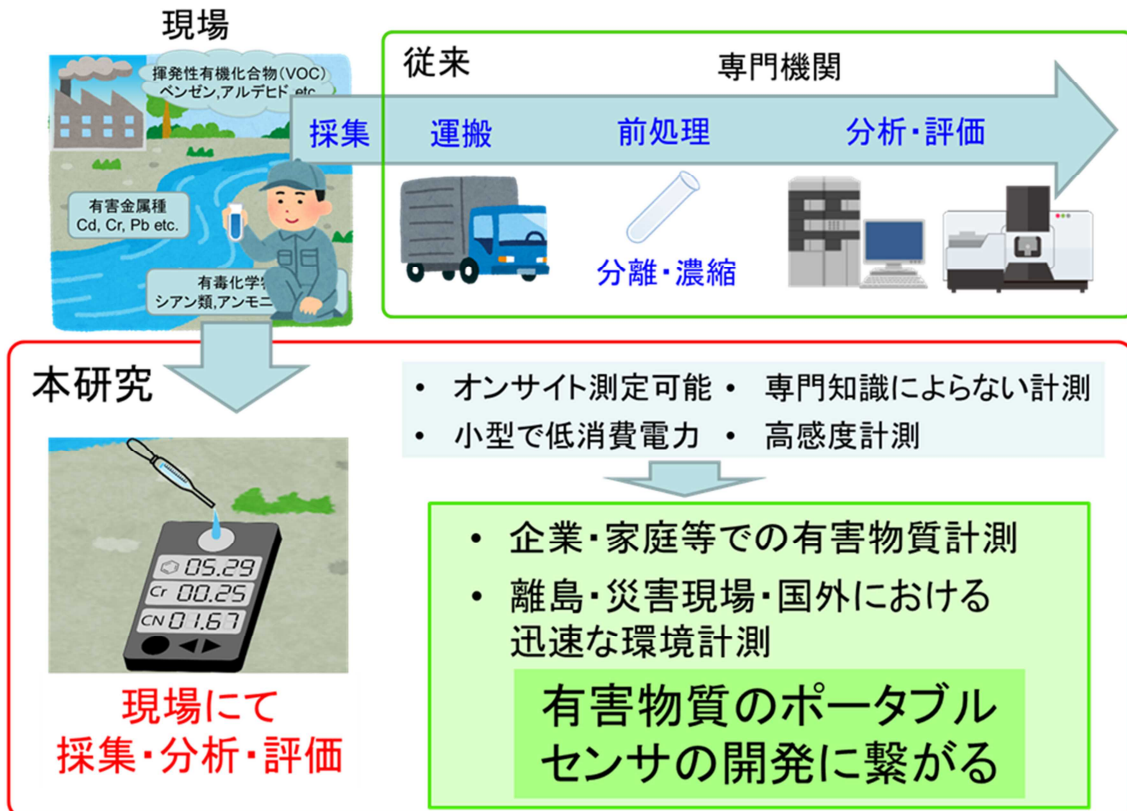 現場
揮発性有機化合物(VOC)
ベンゼン,アルデヒド etc
有害金属種
Cd, Cr, Pb etc.
有毒化学物
シアン類,アンモニ
採集
従来
専門機関
運搬
前処理
分析・評価
分離・濃縮
本研究
05.29
Cr 00.25
CN 01.67
現場にて
採集・分析・評価
• オンサイト測定可能
• 専門知識によらない計測
• 小型で低消費電力
• 高感度計測
• 企業・家庭等での有害物質計測
• 離島・災害現場・国外における
迅速な環境計測
有害物質のポータブル
センサの開発に繋がる